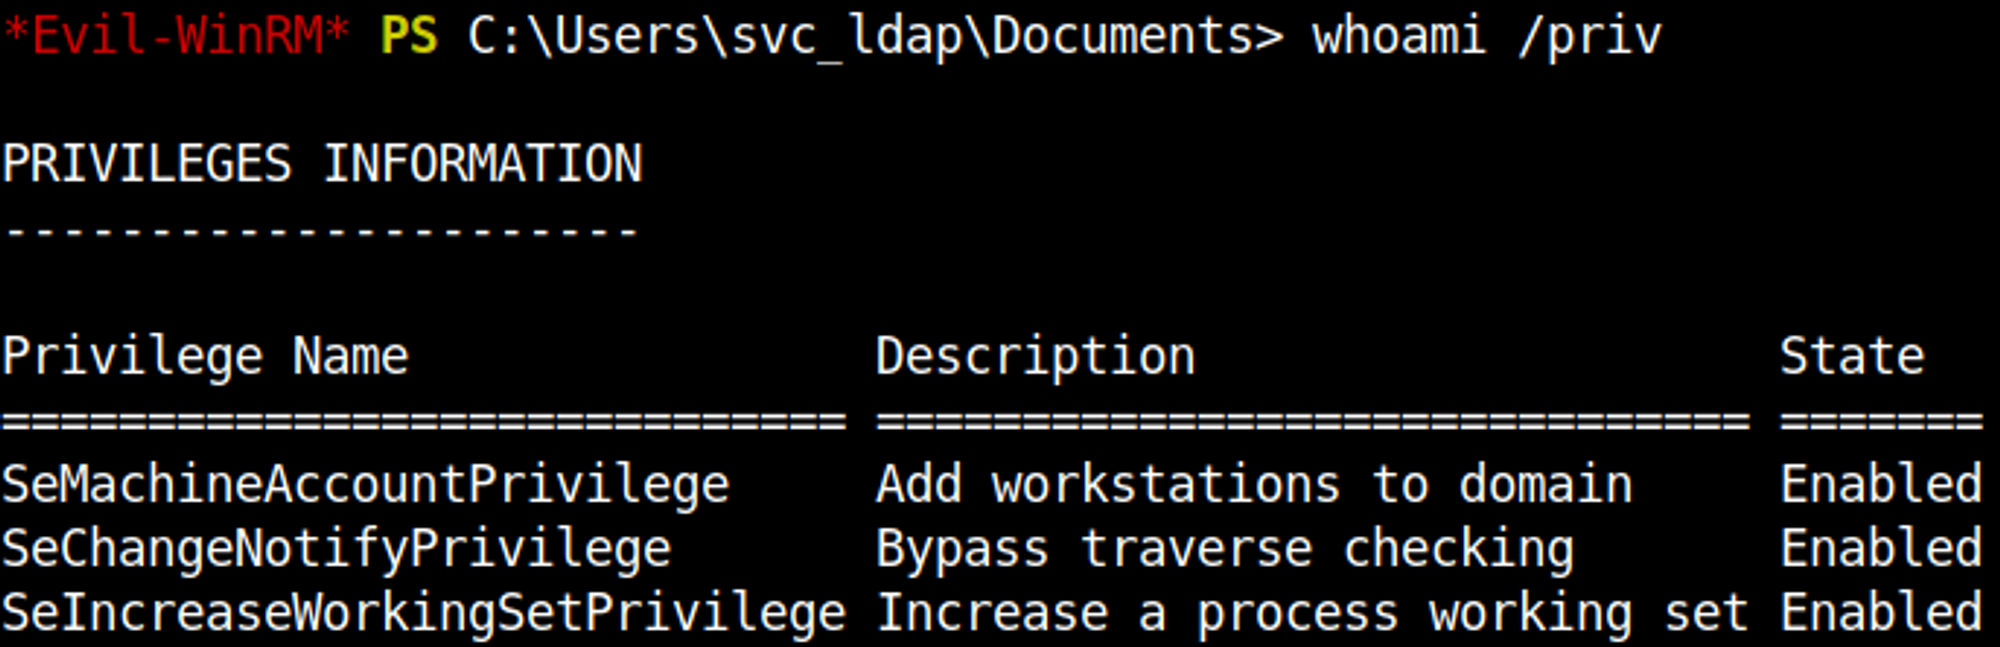 *Evil-WinRM* PS C:\Users\svc_ldap\Documents> whoami /priv
PRIVILEGES INFORMATION
----------------------
Privilege Name                Description                    State
============================= ============================== =======
SeMachineAccountPrivilege     Add workstations to domain     Enabled
SeChangeNotifyPrivilege       Bypass traverse checking       Enabled
SeIncreaseWorkingSetPrivilege Increase a process working set Enabled